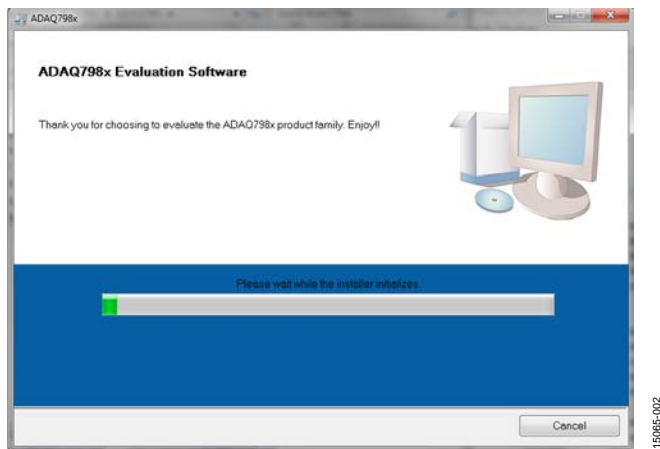 ADAQ798x
ADAQ798x Evaluation Software
Thank you for choosing to evaluate the ADAQ798x product family. Enjoy!!
Please wait while the installer initializes.
Cancel
15065-002